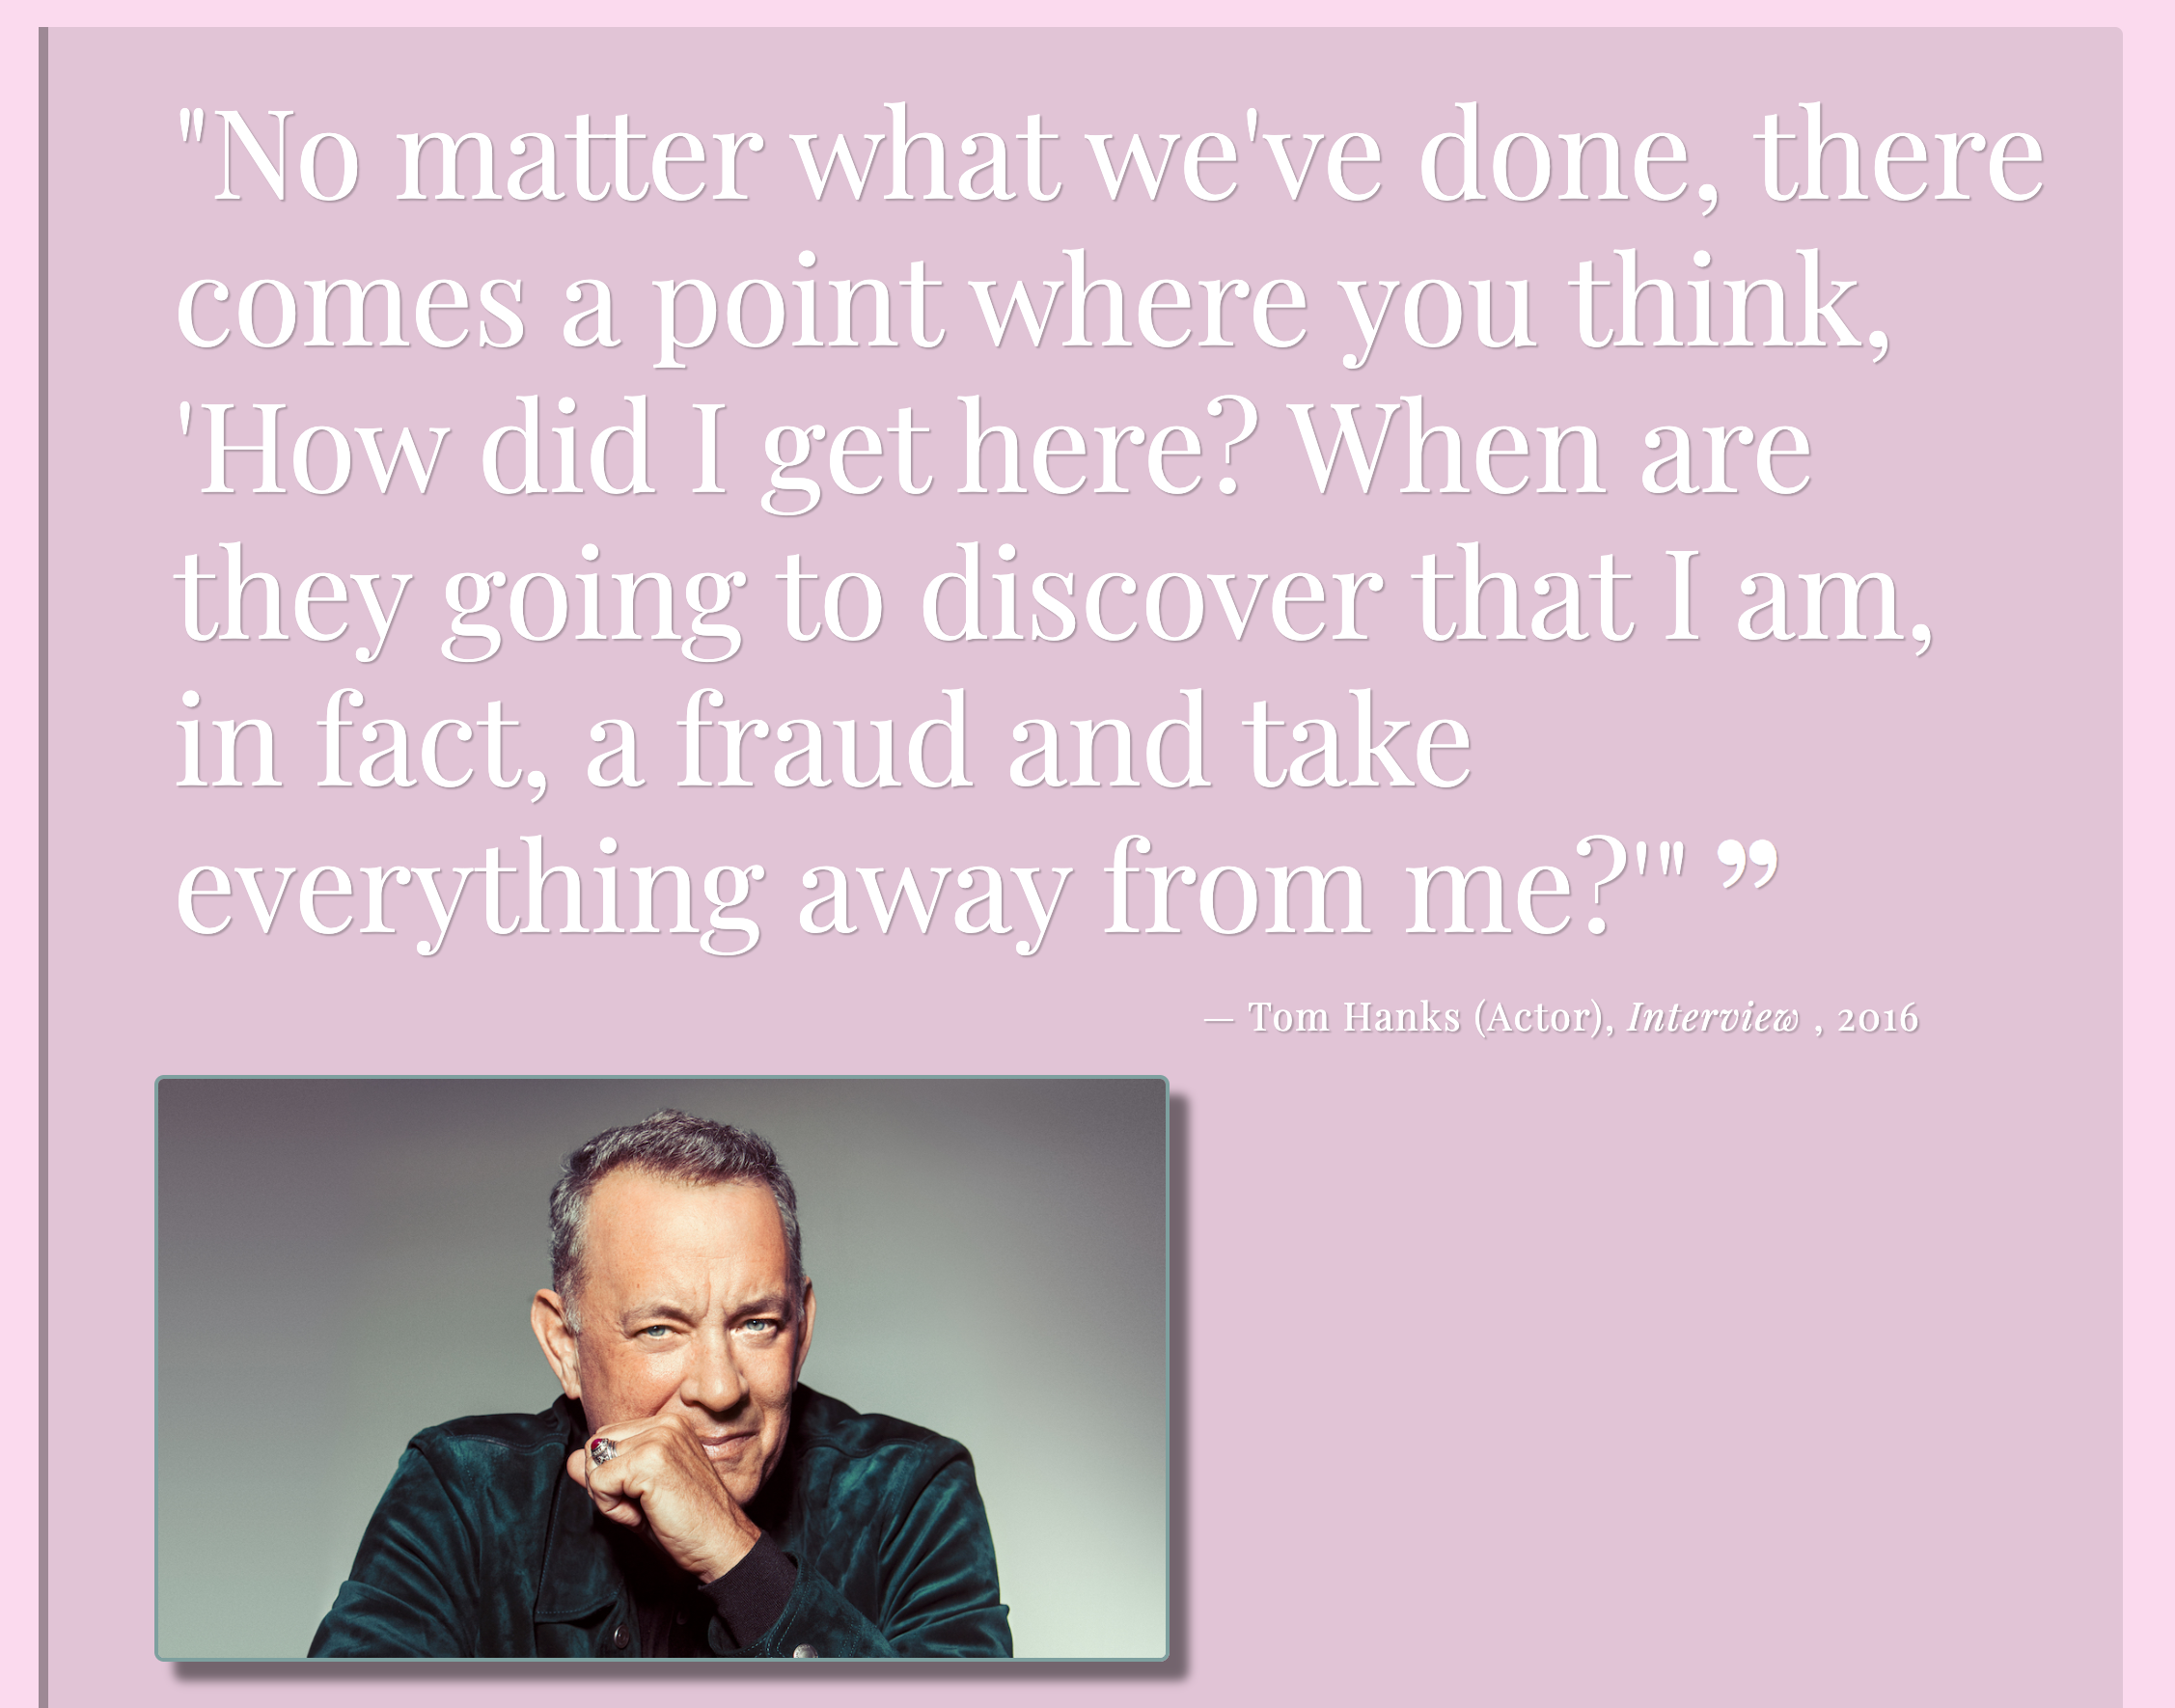 "No matter what we've done, there
comes a point where you think,
'How did I get here? When are
they going to discover that I am,
in fact, a fraud and take
everything away from me?'" ”
— Tom Hanks (Actor), Interview , 2016